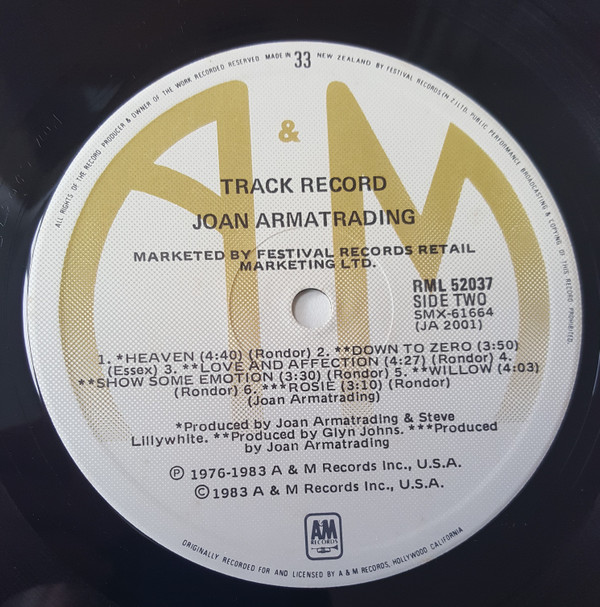 ALL RIGHTS OF THE RECORD PRODUCER & OWNER OF THE WORK RECORDED RESERVED. MADE IN 33 NEW ZEALAND BY FESTIVAL RECORDS (N.Z.) LTD. PUBLIC PERFORMANCE BROADCASTING & COPYING OF THIS RECORD PROHIBITED.
A & M
TRACK RECORD
JOAN ARMATRADING
MARKETED BY FESTIVAL RECORDS RETAIL
MARKETING LTD.
RML 52037
SIDE TWO
SMX-61664
(JA 2001)
1. *HEAVEN (4:40) (Rondor) 2. **DOWN TO ZERO (3:50)
(Essex) 3. **LOVE AND AFFECTION (4:27) (Rondor) 4.
**SHOW SOME EMOTION (3:30) (Rondor) 5. **WILLOW (4:03)
(Rondor) 6. ***ROSIE (3:10) (Rondor)
(Joan Armatrading)
*Produced by Joan Armatrading & Steve
Lillywhite. **Produced by Glyn Johns. ***Produced
by Joan Armatrading
℗ 1976-1983 A & M Records Inc., U.S.A.
© 1983 A & M Records Inc., U.S.A.
A&M
RECORDS
ORIGINALLY RECORDED FOR AND LICENSED BY A & M RECORDS, HOLLYWOOD CALIFORNIA